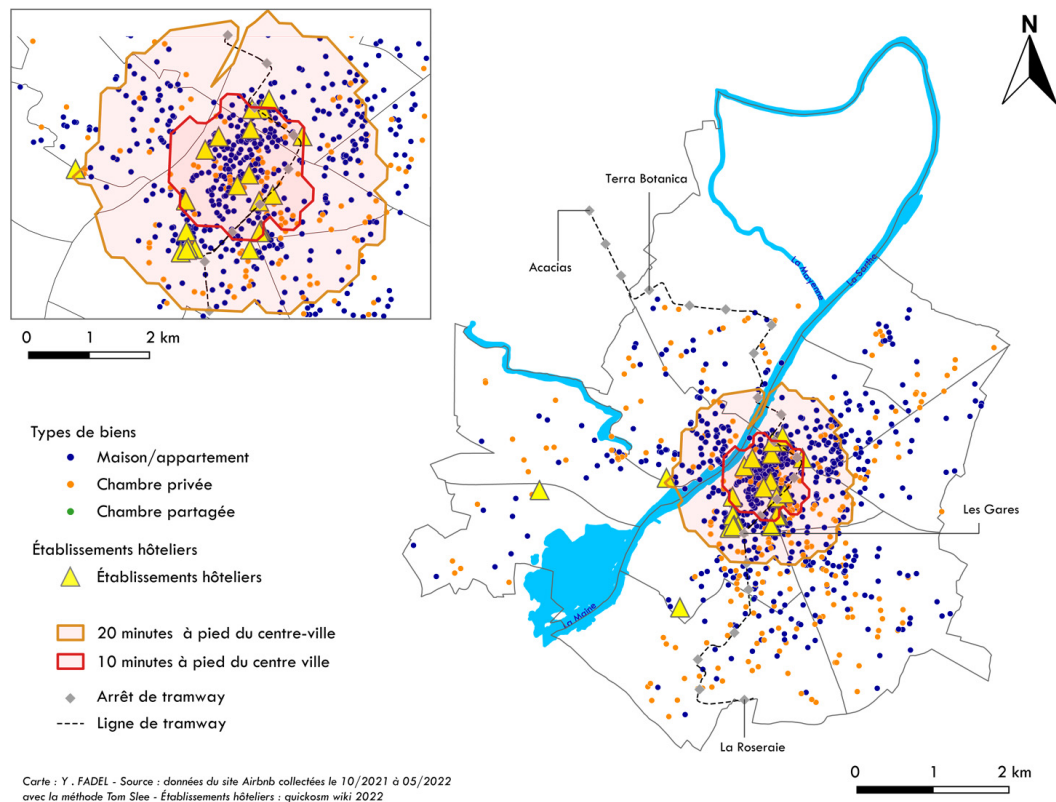 0 1 2 km
N
Terra Botanica
Acacias
La Mayenne
La Sarthe
Les Gares
La Maine
La Roseraie
Types de biens
Maison/appartement
Chambre privée
Chambre partagée
Établissements hôteliers
Établissements hôteliers
20 minutes à pied du centre-ville
10 minutes à pied du centre ville
Arrêt de tramway
Ligne de tramway
0 1 2 km
Carte : Y . FADEL - Source : données du site Airbnb collectées le 10/2021 à 05/2022
avec la méthode Tom Slee - Établissements hôteliers : quickosm wiki 2022